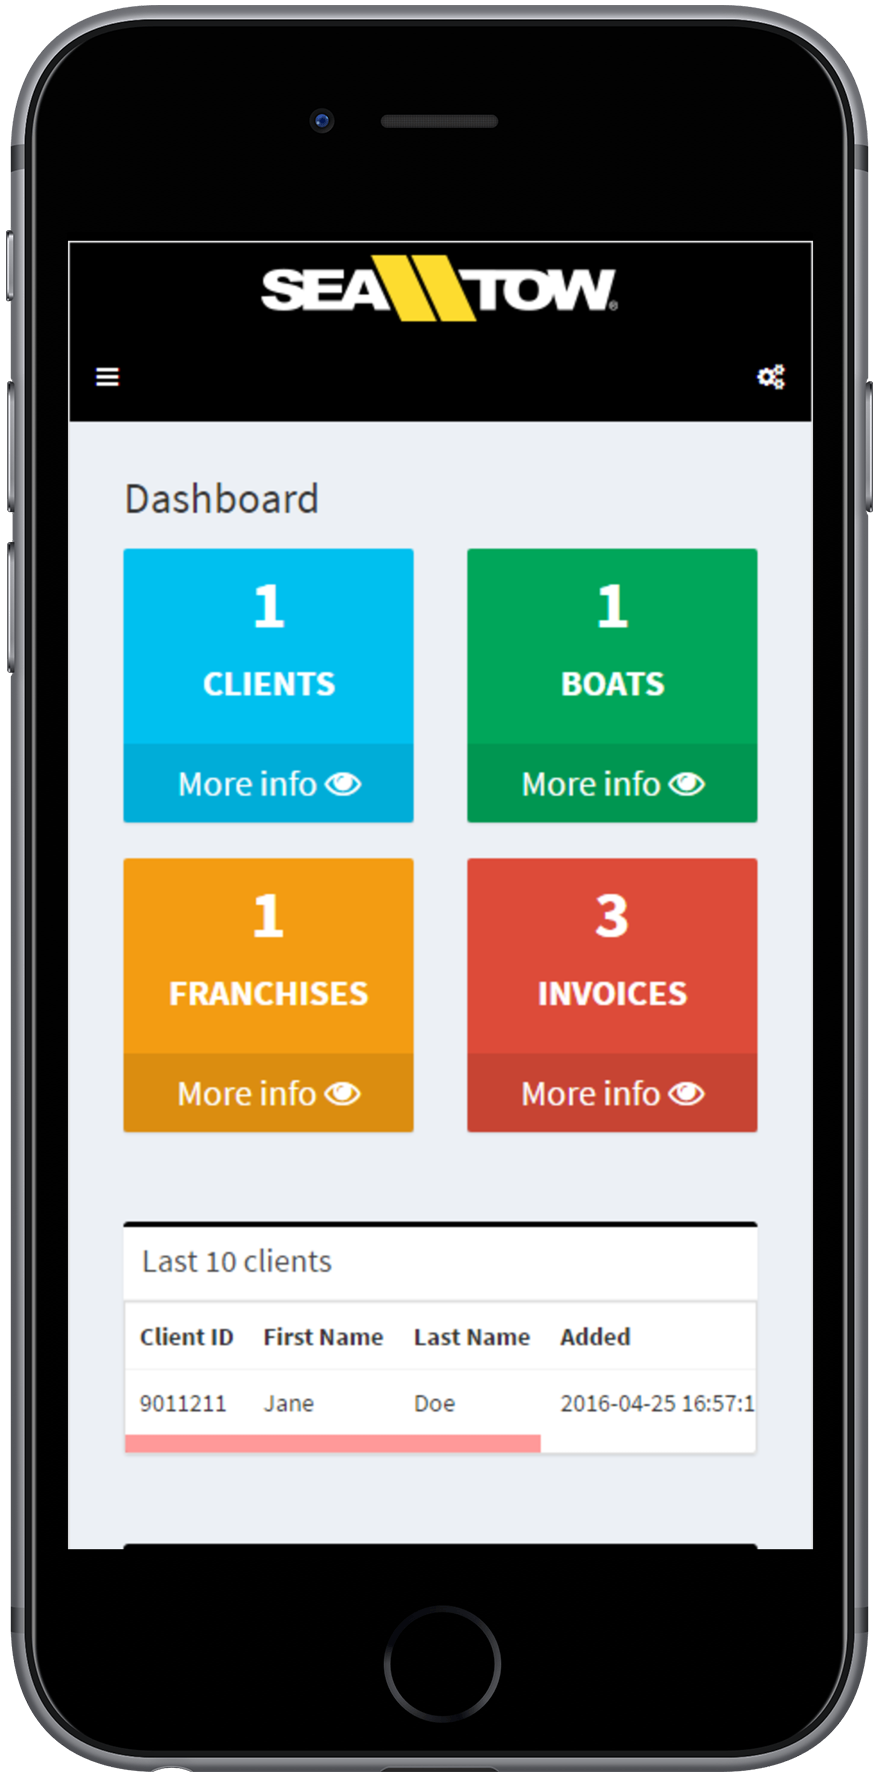 SEA TOW®
Dashboard
1
CLIENTS
More info
1
BOATS
More info
1
FRANCHISES
More info
3
INVOICES
More info
Last 10 clients
Client ID First Name Last Name Added
9011211 Jane Doe 2016-04-25 16:57:1